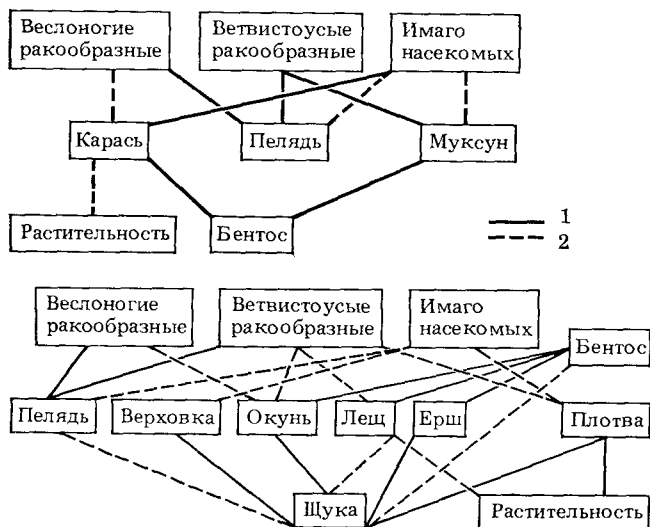 Веслоногие
ракообразные
Ветвистоусые
ракообразные
Имаго
насекомых
Карась
Пелядь
Муксун
Растительность
Бентос
1
2
Веслоногие
ракообразные
Ветвистоусые
ракообразные
Имаго
насекомых
Бентос
Пелядь
Верховка
Окунь
Лещ
Ерш
Плотва
Щука
Растительность